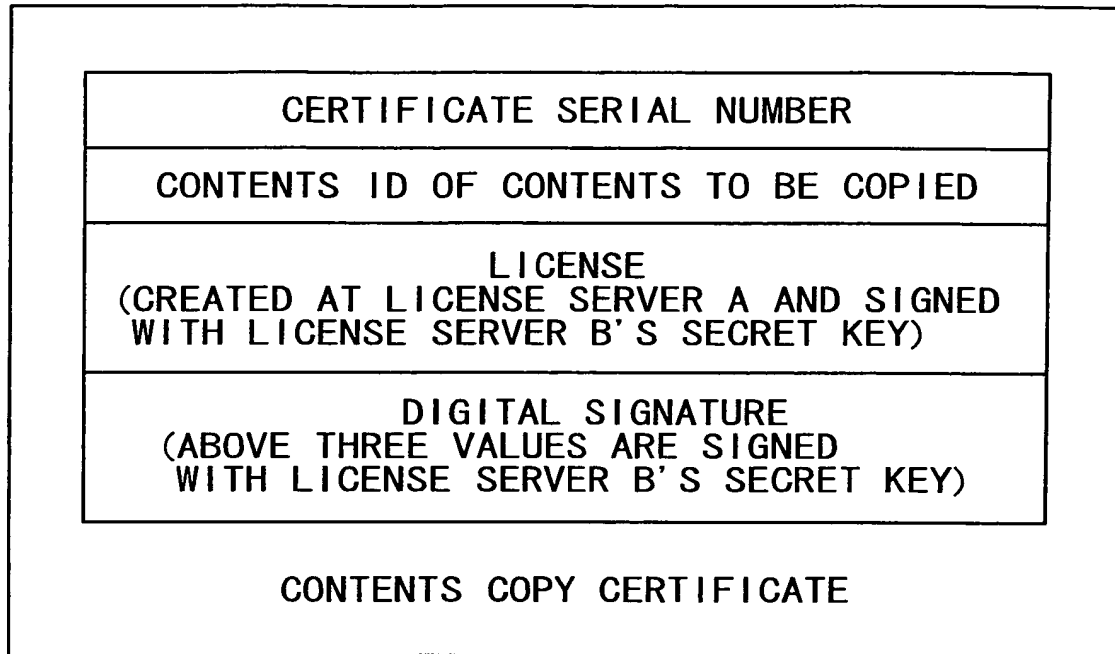 CERTIFICATE SERIAL NUMBER
CONTENTS ID OF CONTENTS TO BE COPIED
LICENSE
(CREATED AT LICENSE SERVER A AND SIGNED
WITH LICENSE SERVER B'S SECRET KEY)
DIGITAL SIGNATURE
(ABOVE THREE VALUES ARE SIGNED
WITH LICENSE SERVER B'S SECRET KEY)
CONTENTS COPY CERTIFICATE